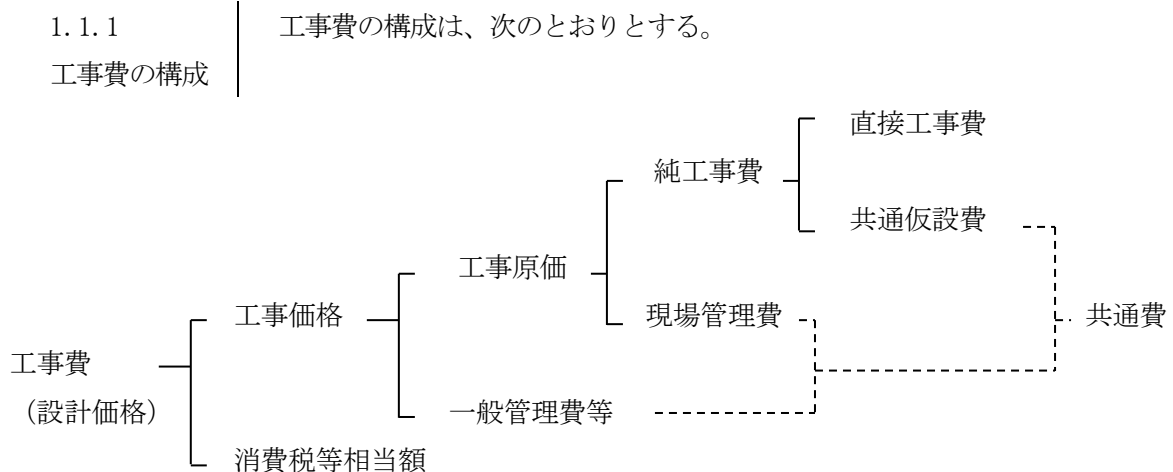 1.1.1 工事費の構成は、次のとおりとする。
工事費の構成
直接工事費
純工事費
共通仮設費
工事原価
工事価格 現場管理費 共通費
工事費
（設計価格） 一般管理費等
消費税等相当額